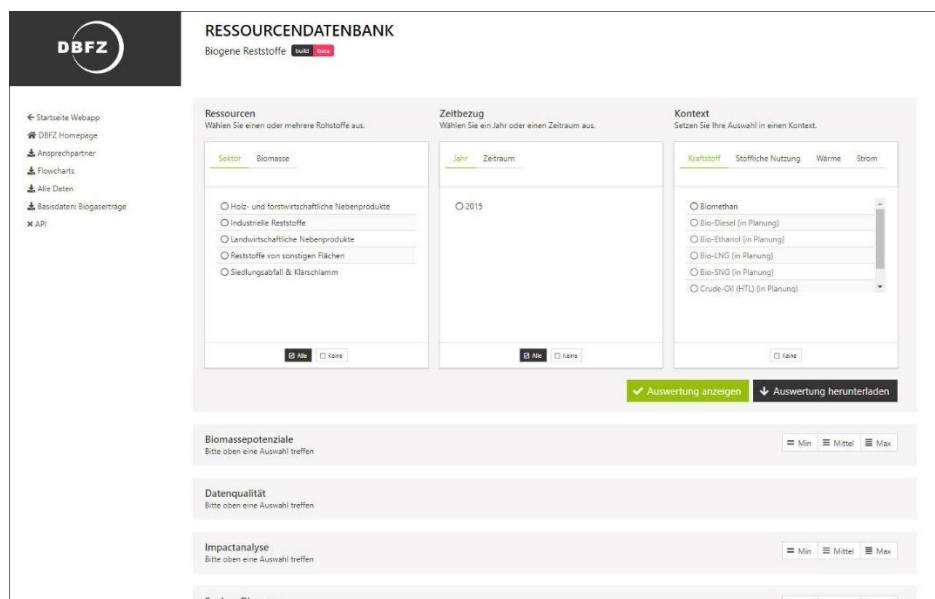 DBFZ
RESSOURCENDATENBANK
Biogene Reststoffe build beta
Startseite Webapp
DBFZ Homepage
Ansprechpartner
Flowcharts
Alle Daten
Basisdaten: Biogaserträge
API
Ressourcen
Wählen Sie einen oder mehrere Rohstoffe aus.
Sektor Biomasse
Holz- und forstwirtschaftliche Nebenprodukte
Industrielle Reststoffe
Landwirtschaftliche Nebenprodukte
Reststoffe von sonstigen Flächen
Siedlungsabfall & Klärschlamm
Alle Keine
Zeitbezug
Wählen Sie ein Jahr oder einen Zeitraum aus.
Jahr Zeitraum
2015
Alle Keine
Kontext
Setzen Sie Ihre Auswahl in einen Kontext.
Kraftstoff Stoffliche Nutzung Wärme Strom
Biomethan
Bio-Diesel (in Planung)
Bio-Ethanol (in Planung)
Bio-LNG (in Planung)
Bio-SNG (in Planung)
Crude-Oil (HTL) (in Planung)
Keine
Auswertung anzeigen Auswertung herunterladen
Biomassepotenziale
Bitte oben eine Auswahl treffen
Min Mittel Max
Datenqualität
Bitte oben eine Auswahl treffen
Impactanalyse
Bitte oben eine Auswahl treffen
Min Mittel Max